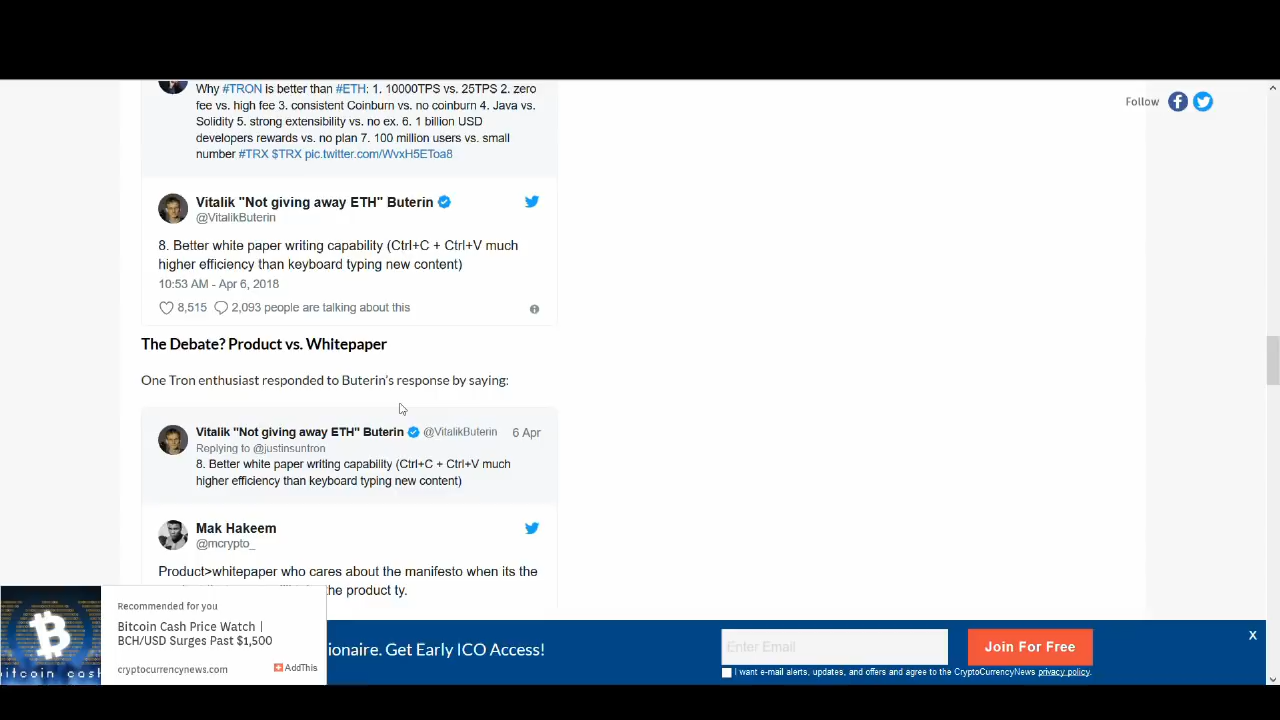 Why #TRON is better than #ETH: 1. 10000TPS vs. 25TPS 2. zero
fee vs. high fee 3. consistent Coinburn vs. no coinburn 4. Java vs.
Solidity 5. strong extensibility vs. no ex. 6. 1 billion USD
developers rewards vs. no plan 7. 100 million users vs. small
number #TRX $TRX pic.twitter.com/WvxH5EToa8
Follow
Vitalik "Not giving away ETH" Buterin
@VitalikButerin
8. Better white paper writing capability (Ctrl+C + Ctrl+V much
higher efficiency than keyboard typing new content)
10:53 AM - Apr 6, 2018
8,515 2,093 people are talking about this
The Debate? Product vs. Whitepaper
One Tron enthusiast responded to Buterin's response by saying:
Vitalik "Not giving away ETH" Buterin @VitalikButerin 6 Apr
Replying to @justinsuntron
8. Better white paper writing capability (Ctrl+C + Ctrl+V much
higher efficiency than keyboard typing new content)
Mak Hakeem
@mcrypto_
Product>whitepaper who cares about the manifesto when its the
the product ty.
Recommended for you
Bitcoin Cash Price Watch |
BCH/USD Surges Past $1,500
cryptocurrencynews.com
AddThis
itcoin cash
ionaire. Get Early ICO Access!
Enter Email
Join For Free
X
I want e-mail alerts, updates, and offers and agree to the CryptoCurrencyNews privacy policy.